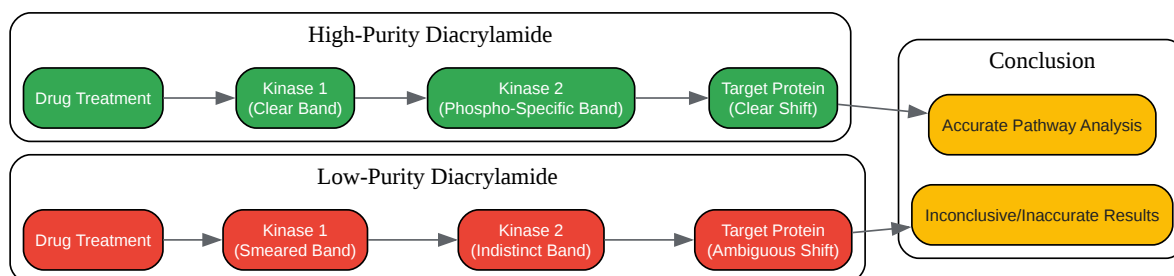 High-Purity Diacrylamide
Drug Treatment
Kinase 1
(Clear Band)
Kinase 2
(Phospho-Specific Band)
Target Protein
(Clear Shift)
Low-Purity Diacrylamide
Drug Treatment
Kinase 1
(Smeared Band)
Kinase 2
(Indistinct Band)
Target Protein
(Ambiguous Shift)
Conclusion
Accurate Pathway Analysis
Inconclusive/Inaccurate Results